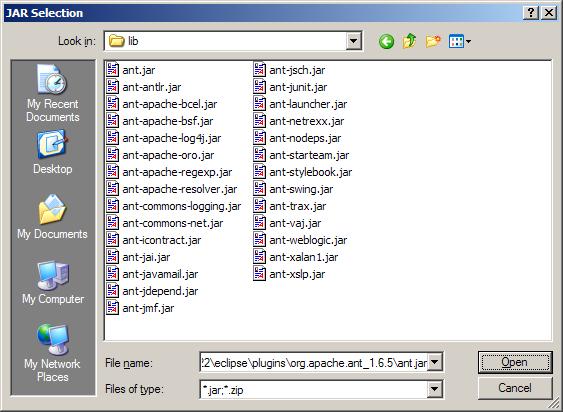 JAR Selection
Look in: lib
My Recent
Documents
Desktop
My Documents
My Computer
My Network
Places
ant.jar
ant-antlr.jar
ant-apache-bcel.jar
ant-apache-bsf.jar
ant-apache-log4j.jar
ant-apache-oro.jar
ant-apache-regexp.jar
ant-apache-resolver.jar
ant-commons-logging.jar
ant-commons-net.jar
ant-icontract.jar
ant-jai.jar
ant-javamail.jar
ant-jdepend.jar
ant-jmf.jar
ant-jsch.jar
ant-junit.jar
ant-launcher.jar
ant-netrexx.jar
ant-nodeps.jar
ant-starteam.jar
ant-stylebook.jar
ant-swing.jar
ant-trax.jar
ant-vaj.jar
ant-weblogic.jar
ant-xalan1.jar
ant-xslp.jar
File name: 2\eclipse\plugins\org.apache.ant_1.6.5\ant.jar Open
Files of type: *.jar;*.zip Cancel